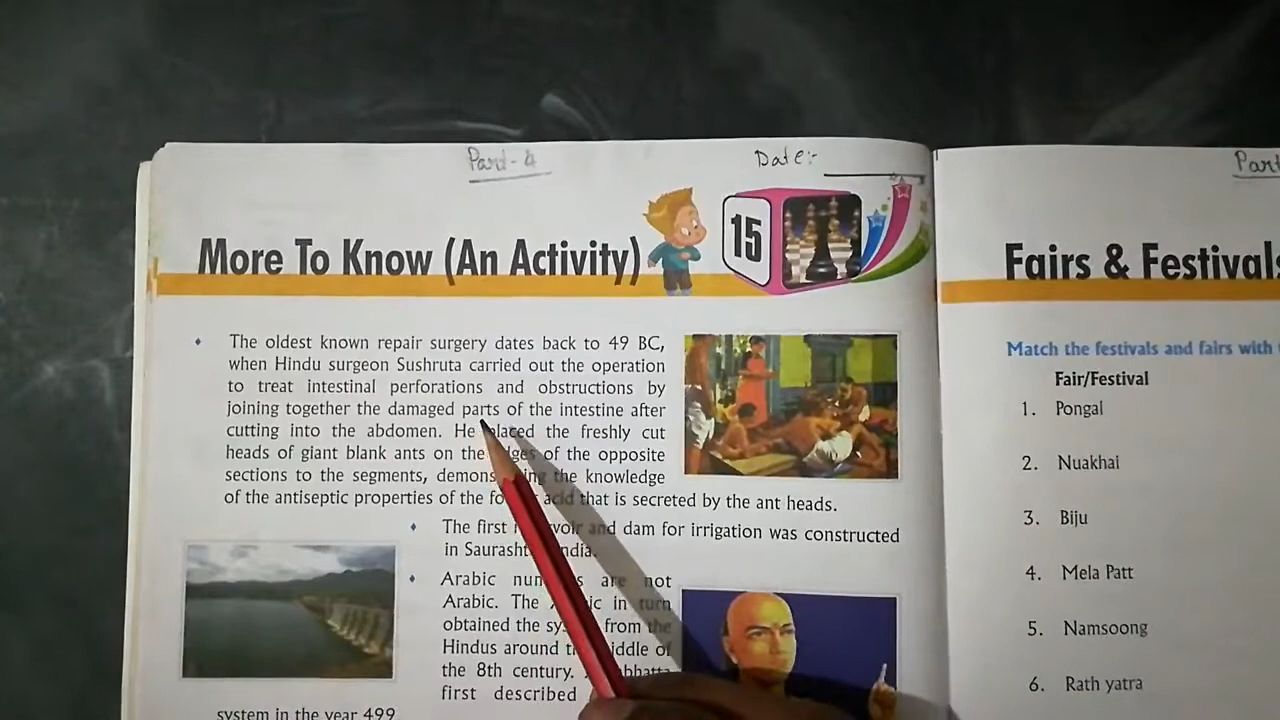 Part-4
Date:-
15
More To Know (An Activity)
The oldest known repair surgery dates back to 49 BC,
when Hindu surgeon Sushruta carried out the operation
to treat intestinal perforations and obstructions by
joining together the damaged parts of the intestine after
cutting into the abdomen. He placed the freshly cut
heads of giant blank ants on the edges of the opposite
sections to the segments, the knowledge
of the antiseptic properties of the acid that is secreted by the ant heads.
The first and dam for irrigation was constructed
in
Arabic are not
Arabic. The in turn
obtained the from the
Hindus around of
the 8th century.
first described
system in the year 499
Part
Fairs & Festivals
Match the festivals and fairs with
Fair/Festival
1. Pongal
2. Nuakhai
3. Biju
4. Mela Patt
5. Namsoong
6. Rath yatra